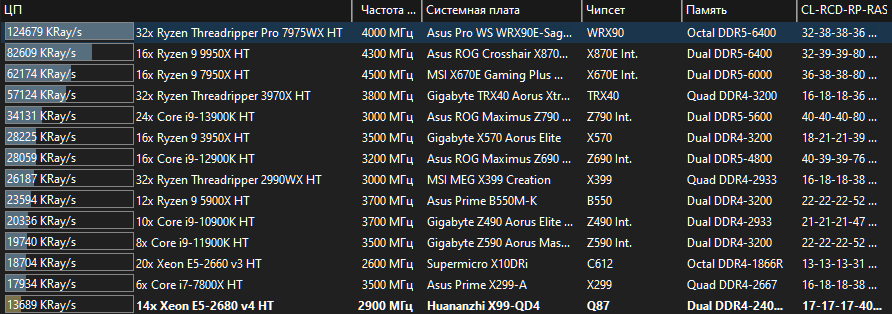 ЦП Частота ... Системная плата Чипсет Память CL-RCD-RP-RAS
124679 KRay/s 32x Ryzen Threadripper Pro 7975WX HT 4000 МГц Asus Pro WS WRX90E-Sag... WRX90 Octal DDR5-6400 32-38-38-36 ...
82609 KRay/s 16x Ryzen 9 9950X HT 4300 МГц Asus ROG Crosshair X870... X870E Int. Dual DDR5-6400 32-39-39-80 ...
62174 KRay/s 16x Ryzen 9 7950X HT 4500 МГц MSI X670E Gaming Plus ... X670E Int. Dual DDR5-6000 36-38-38-80 ...
57124 KRay/s 32x Ryzen Threadripper 3970X HT 3800 МГц Gigabyte TRX40 Aorus Xtr... TRX40 Quad DDR4-3200 16-18-18-36 ...
34131 KRay/s 24x Core i9-13900K HT 3000 МГц Asus ROG Maximus Z790 ... Z790 Int. Dual DDR5-5600 40-40-40-80 ...
28225 KRay/s 16x Ryzen 9 3950X HT 3500 МГц Gigabyte X570 Aorus Elite X570 Dual DDR4-3200 18-21-21-39 ...
28059 KRay/s 16x Core i9-12900K HT 3200 МГц Asus ROG Maximus Z690 ... Z690 Int. Dual DDR5-4800 40-39-39-76 ...
26187 KRay/s 32x Ryzen Threadripper 2990WX HT 3000 МГц MSI MEG X399 Creation X399 Quad DDR4-2933 16-18-18-38 ...
23594 KRay/s 12x Ryzen 9 5900X HT 3700 МГц Asus Prime B550M-K B550 Dual DDR4-3200 22-22-22-52 ...
20336 KRay/s 10x Core i9-10900K HT 3700 МГц Gigabyte Z490 Aorus Elite ... Z490 Int. Dual DDR4-2933 21-21-21-47 ...
19740 KRay/s 8x Core i9-11900K HT 3500 МГц Gigabyte Z590 Aorus Mas... Z590 Int. Dual DDR4-3200 22-22-22-52 ...
18704 KRay/s 20x Xeon E5-2660 v3 HT 2600 МГц Supermicro X10DRi C612 Octal DDR4-1866R 13-13-13-31 ...
17934 KRay/s 6x Core i7-7800X HT 3500 МГц Asus Prime X299-A X299 Quad DDR4-2667 16-18-18-38 ...
13689 KRay/s 14x Xeon E5-2680 v4 HT 2900 МГц Huananzhi X99-QD4 Q87 Dual DDR4-240... 17-17-17-40...